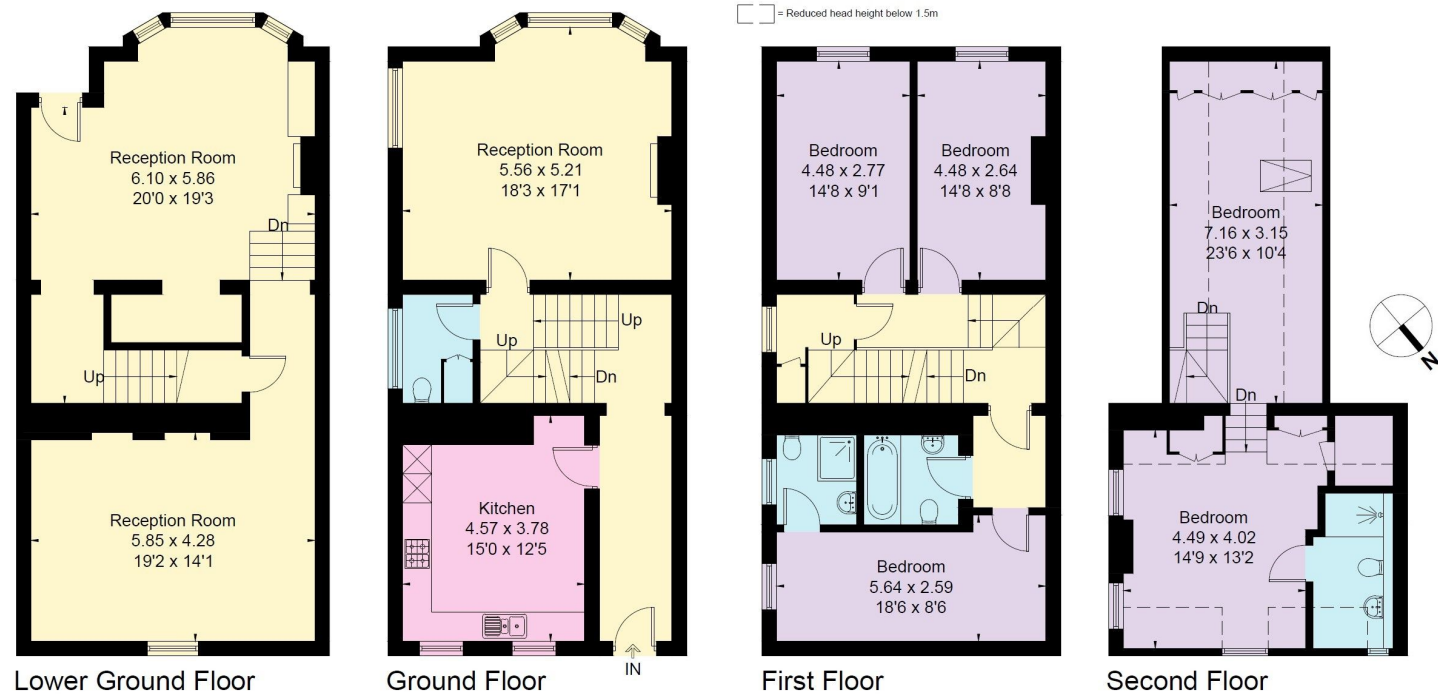 = Reduced head height below 1.5m
Reception Room
6.10 x 5.86
20'0 x 19'3
Dn
Up
Reception Room
5.85 x 4.28
19'2 x 14'1
Lower Ground Floor
Reception Room
5.56 x 5.21
18'3 x 17'1
Up
Up
Dn
Kitchen
4.57 x 3.78
15'0 x 12'5
IN
Ground Floor
Bedroom
4.48 x 2.77
14'8 x 9'1
Bedroom
4.48 x 2.64
14'8 x 8'8
Up
Dn
Bedroom
5.64 x 2.59
18'6 x 8'6
First Floor
Bedroom
7.16 x 3.15
23'6 x 10'4
Dn
Dn
Bedroom
4.49 x 4.02
14'9 x 13'2
Second Floor
N